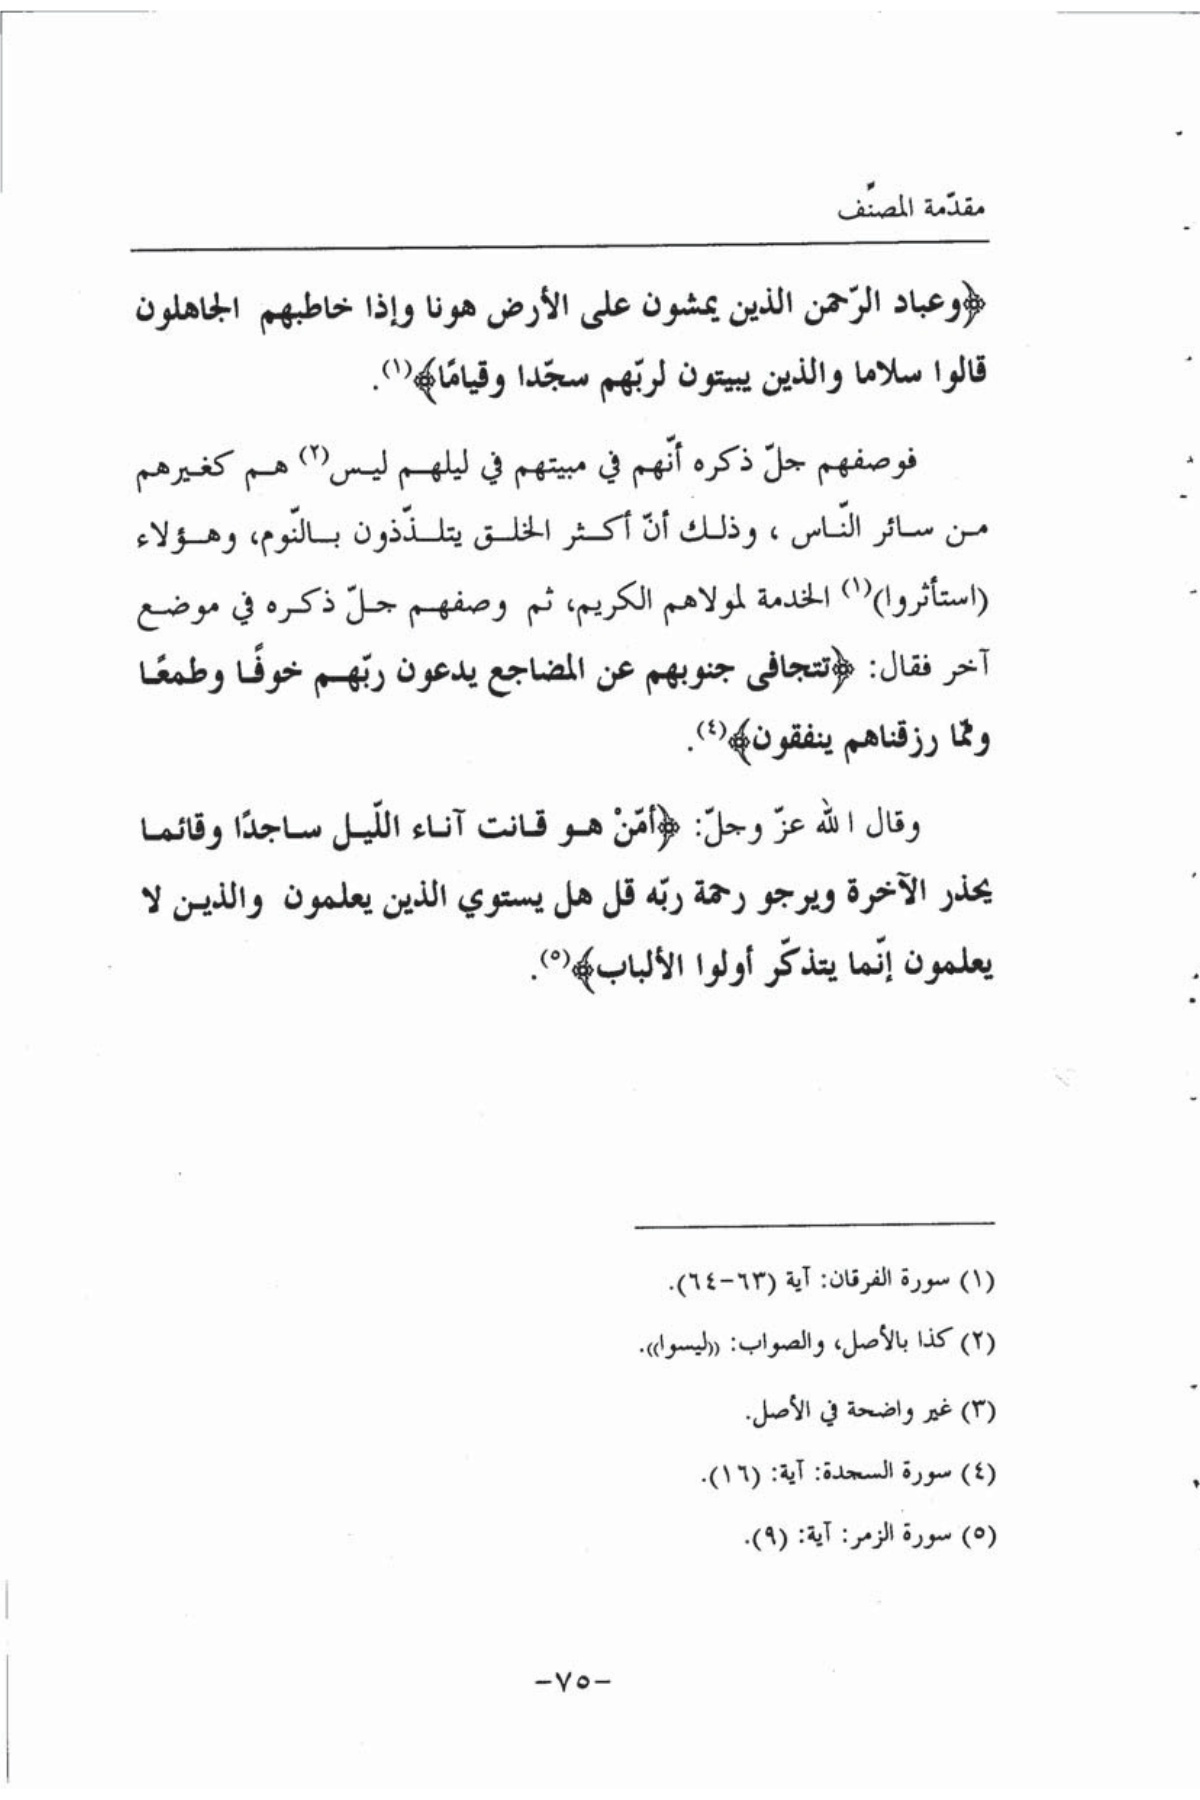 مقدّمة المصنّف
﴿وعباد الرّحمن الذين يمشون على الأرض هونا وإذا خاطبهم الجاهلون
قالوا سلاما والذين يبيتون لربّهم سجّدا وقيامًا﴾(١).
فوصفهم جلّ ذكره أنّهم في مبيتهم في ليلهم ليس(٢) هم كغيرهم
من سائر النّاس ، وذلك أنّ أكثر الخلق يتلذّذون بالنّوم، وهؤلاء
(استأثروا)(١) الخدمة لمولاهم الكريم، ثم وصفهم جلّ ذكره في موضع
آخر فقال: ﴿تتجافى جنوبهم عن المضاجع يدعون ربّهم خوفًا وطمعًا
وممّا رزقناهم ينفقون﴾(٤).
وقال الله عزّ وجلّ: ﴿أمّنْ هو قانت آناء اللّيل ساجدًا وقائما
يحذر الآخرة ويرجو رحمة ربّه قل هل يستوي الذين يعلمون والذين لا
يعلمون إنّما يتذكّر أولوا الألباب﴾(٥).
(١) سورة الفرقان: آية (٦٣-٦٤).
(٢) كذا بالأصل، والصواب: ((ليسوا)).
(٣) غير واضحة في الأصل.
(٤) سورة السجدة: آية: (١٦).
(٥) سورة الزمر: آية: (٩).
-٧٥-